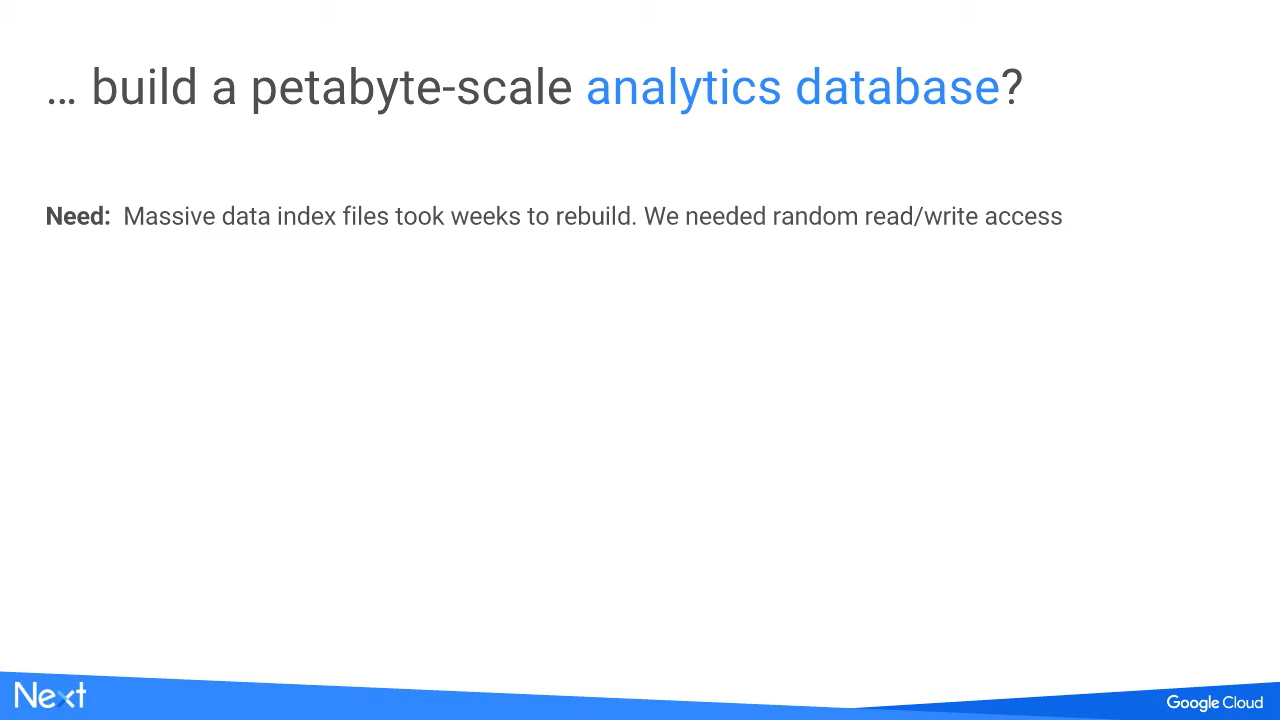 … build a petabyte-scale analytics database?
Need: Massive data index files took weeks to rebuild. We needed random read/write access
Next
Google Cloud